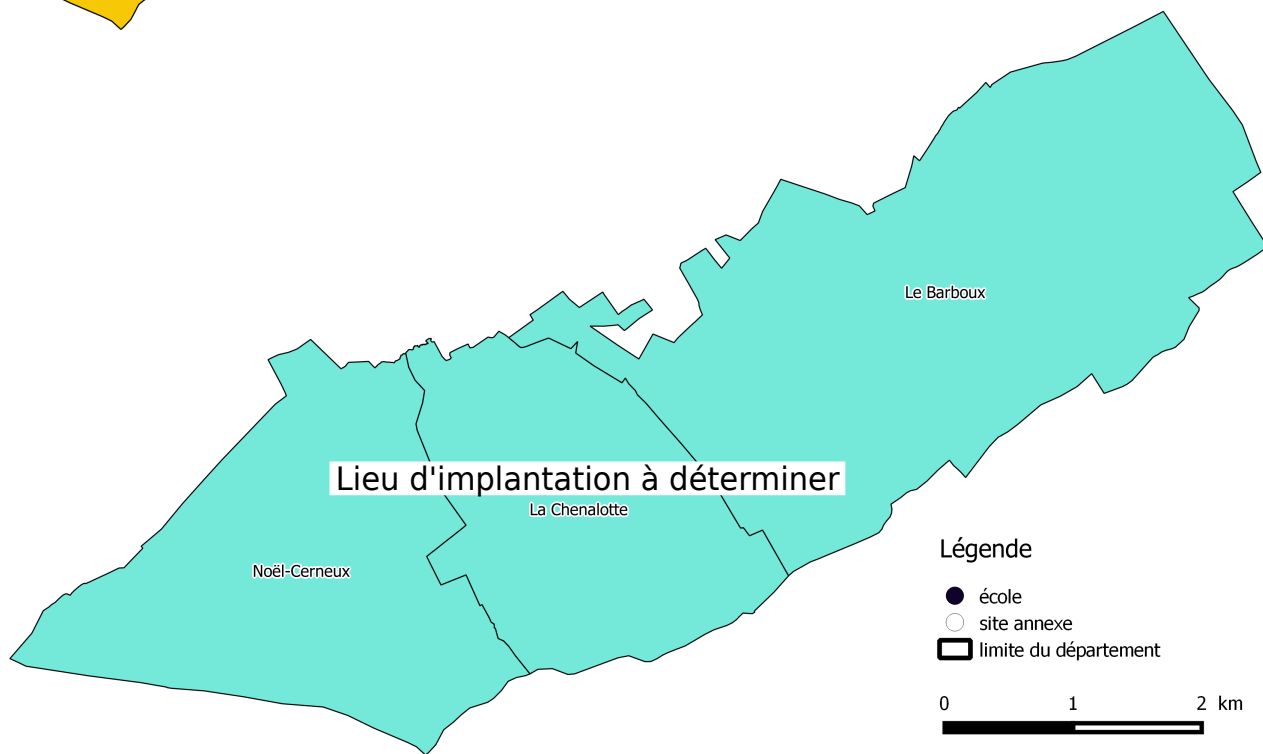 Le Barboux
Lieu d'implantation à déterminer
La Chenalotte
Noël-Cerneux
Légende
école
site annexe
limite du département
0 1 2 km